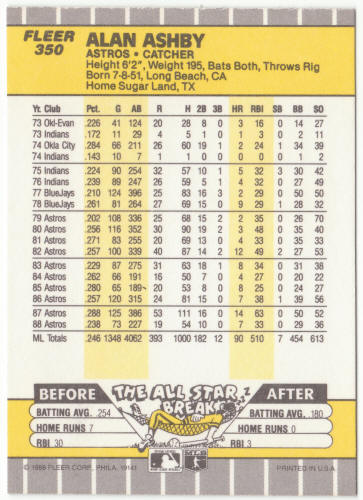 FLEER
350
ALAN ASHBY
ASTROS • CATCHER
Height 6'2", Weight 195, Bats Both, Throws Rig
Born 7-8-51, Long Beach, CA
Home Sugar Land, TX
Yr. Club Pct. G AB R H 2B 3B HR RBI SB BB SO
73 Okl-Evan .226 41 124 20 28 8 0 3 16 0 14 27
73 Indians .172 11 29 4 5 1 1 1 3 0 2 11
74 Okla City .284 66 211 26 60 19 1 2 24 1 34 39
74 Indians .143 10 7 1 1 0 0 0 0 0 1 2
75 Indians .224 90 254 32 57 10 1 5 32 3 30 42
76 Indians .239 89 247 26 59 5 1 4 32 0 27 49
77 BlueJays .210 124 396 25 83 16 3 2 29 0 50 50
78 BlueJays .261 81 264 27 69 15 0 9 29 1 28 32
79 Astros .202 108 336 25 68 15 2 2 35 0 26 70
80 Astros .256 116 352 30 90 19 2 3 48 0 35 40
81 Astros .271 83 255 20 69 13 0 4 33 0 35 33
82 Astros .257 100 339 40 87 14 2 12 49 2 27 53
83 Astros .229 87 275 31 63 18 1 8 34 0 31 38
84 Astros .262 66 191 16 50 7 0 4 27 0 20 22
85 Astros .280 65 189 20 53 8 0 8 25 0 24 27
86 Astros .257 120 315 24 81 15 0 7 38 1 39 56
87 Astros .288 125 386 53 111 16 0 14 63 0 50 52
88 Astros .238 73 227 19 54 10 0 7 33 0 29 36
ML Totals .246 1348 4062 393 1000 182 12 90 510 7 454 613
BEFORE THE ALL STAR BREAK AFTER
BATTING AVG. .254 BATTING AVG. .180
HOME RUNS 7 HOME RUNS
RBI 30 RBI 3
MLB
© 1989 FLEER CORP., PHILA. 19141 PRINTED IN U.S.A.